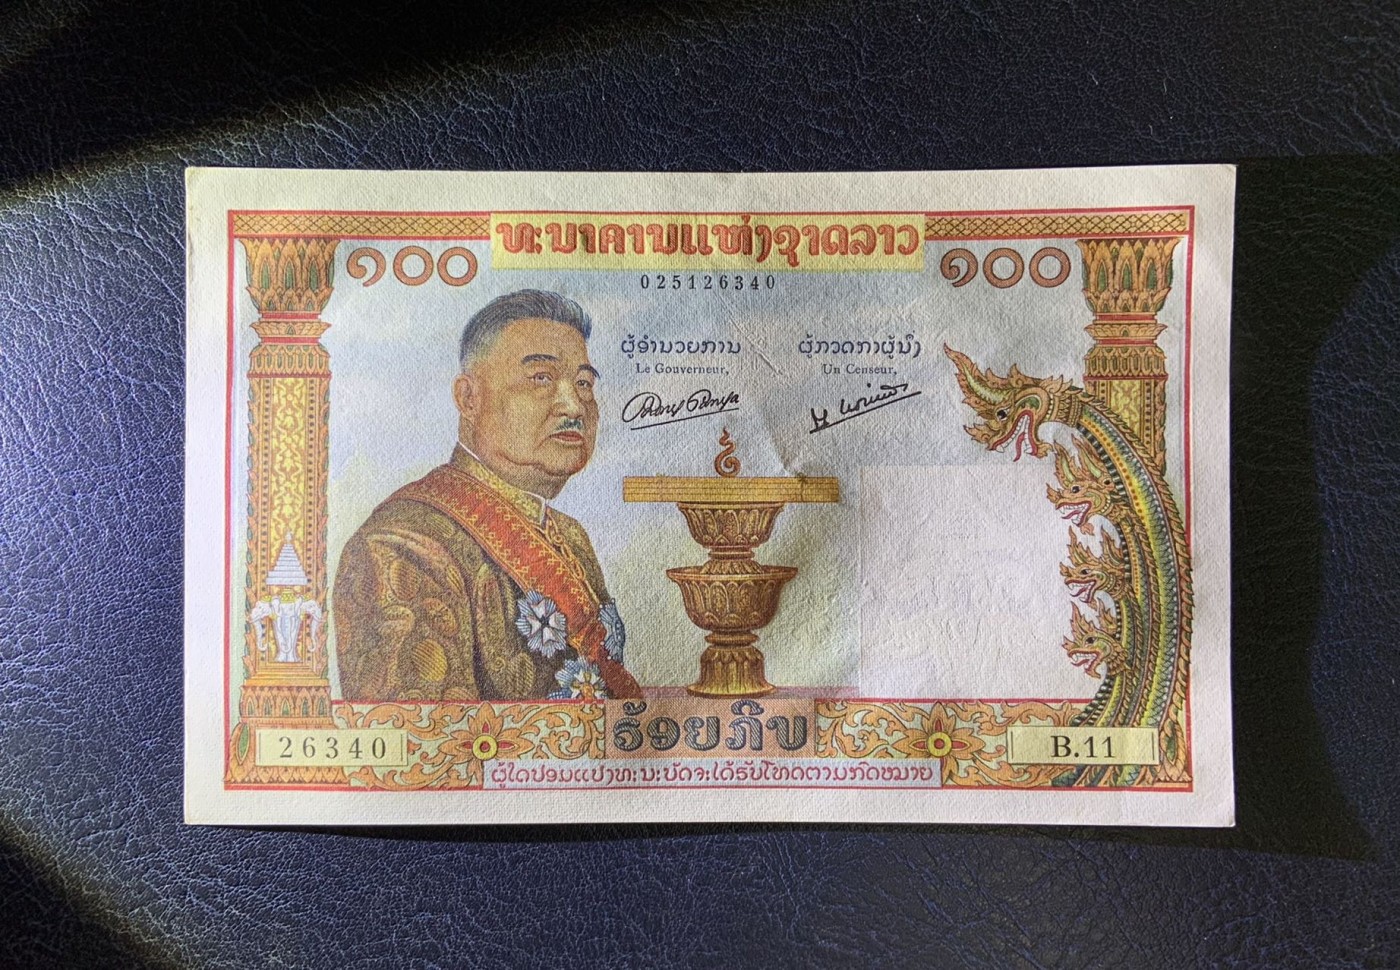 ທະນາຄານແຫ່ງຊາດລາວ
໑໐໐
໑໐໐
025126340
ຜູ້ອຳນວຍການ
Le Gouverneur,
ຜູ້ກວດກາຜູ້ນຶ່ງ
Un Censeur,
ຮ້ອຍກີບ
26340
B.11
ຜູ້ໃດປອມແປງທະນະບັດຈະໄດ້ຮັບໂທດຕາມກົດໝາຍ